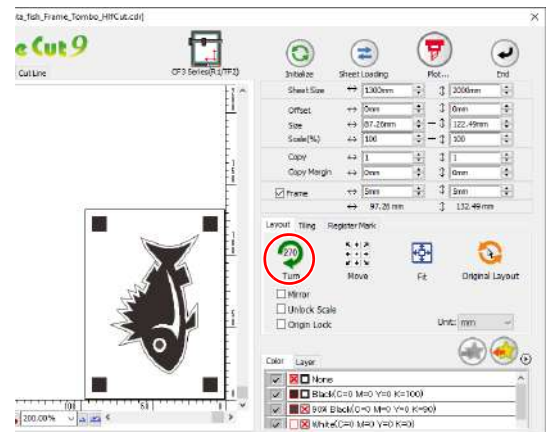 ta_fish_Frame_Tombo_HlfCut.cdr]
e Cut 9
Cut Line
CF3 Series(R1/TF2)
Initialize Sheet Loading Plot... End
Sheet Size 1300mm 2000mm
Offset 0mm 0mm
Size 87.26mm 122.49mm
Scale(%) 100 100
Copy 1 1
Copy Margin 0mm 0mm
Frame 5mm 5mm
97.26 mm 132.49 mm
Layout Tiling Register Mark
270
Turn Move Fit Original Layout
Mirror
Unlock Scale
Origin Lock Unit: mm
Color Layer
None
Black(C=0 M=0 Y=0 K=100)
90% Black(C=0 M=0 Y=0 K=90)
White(C=0 M=0 Y=0 K=0)
200.00%